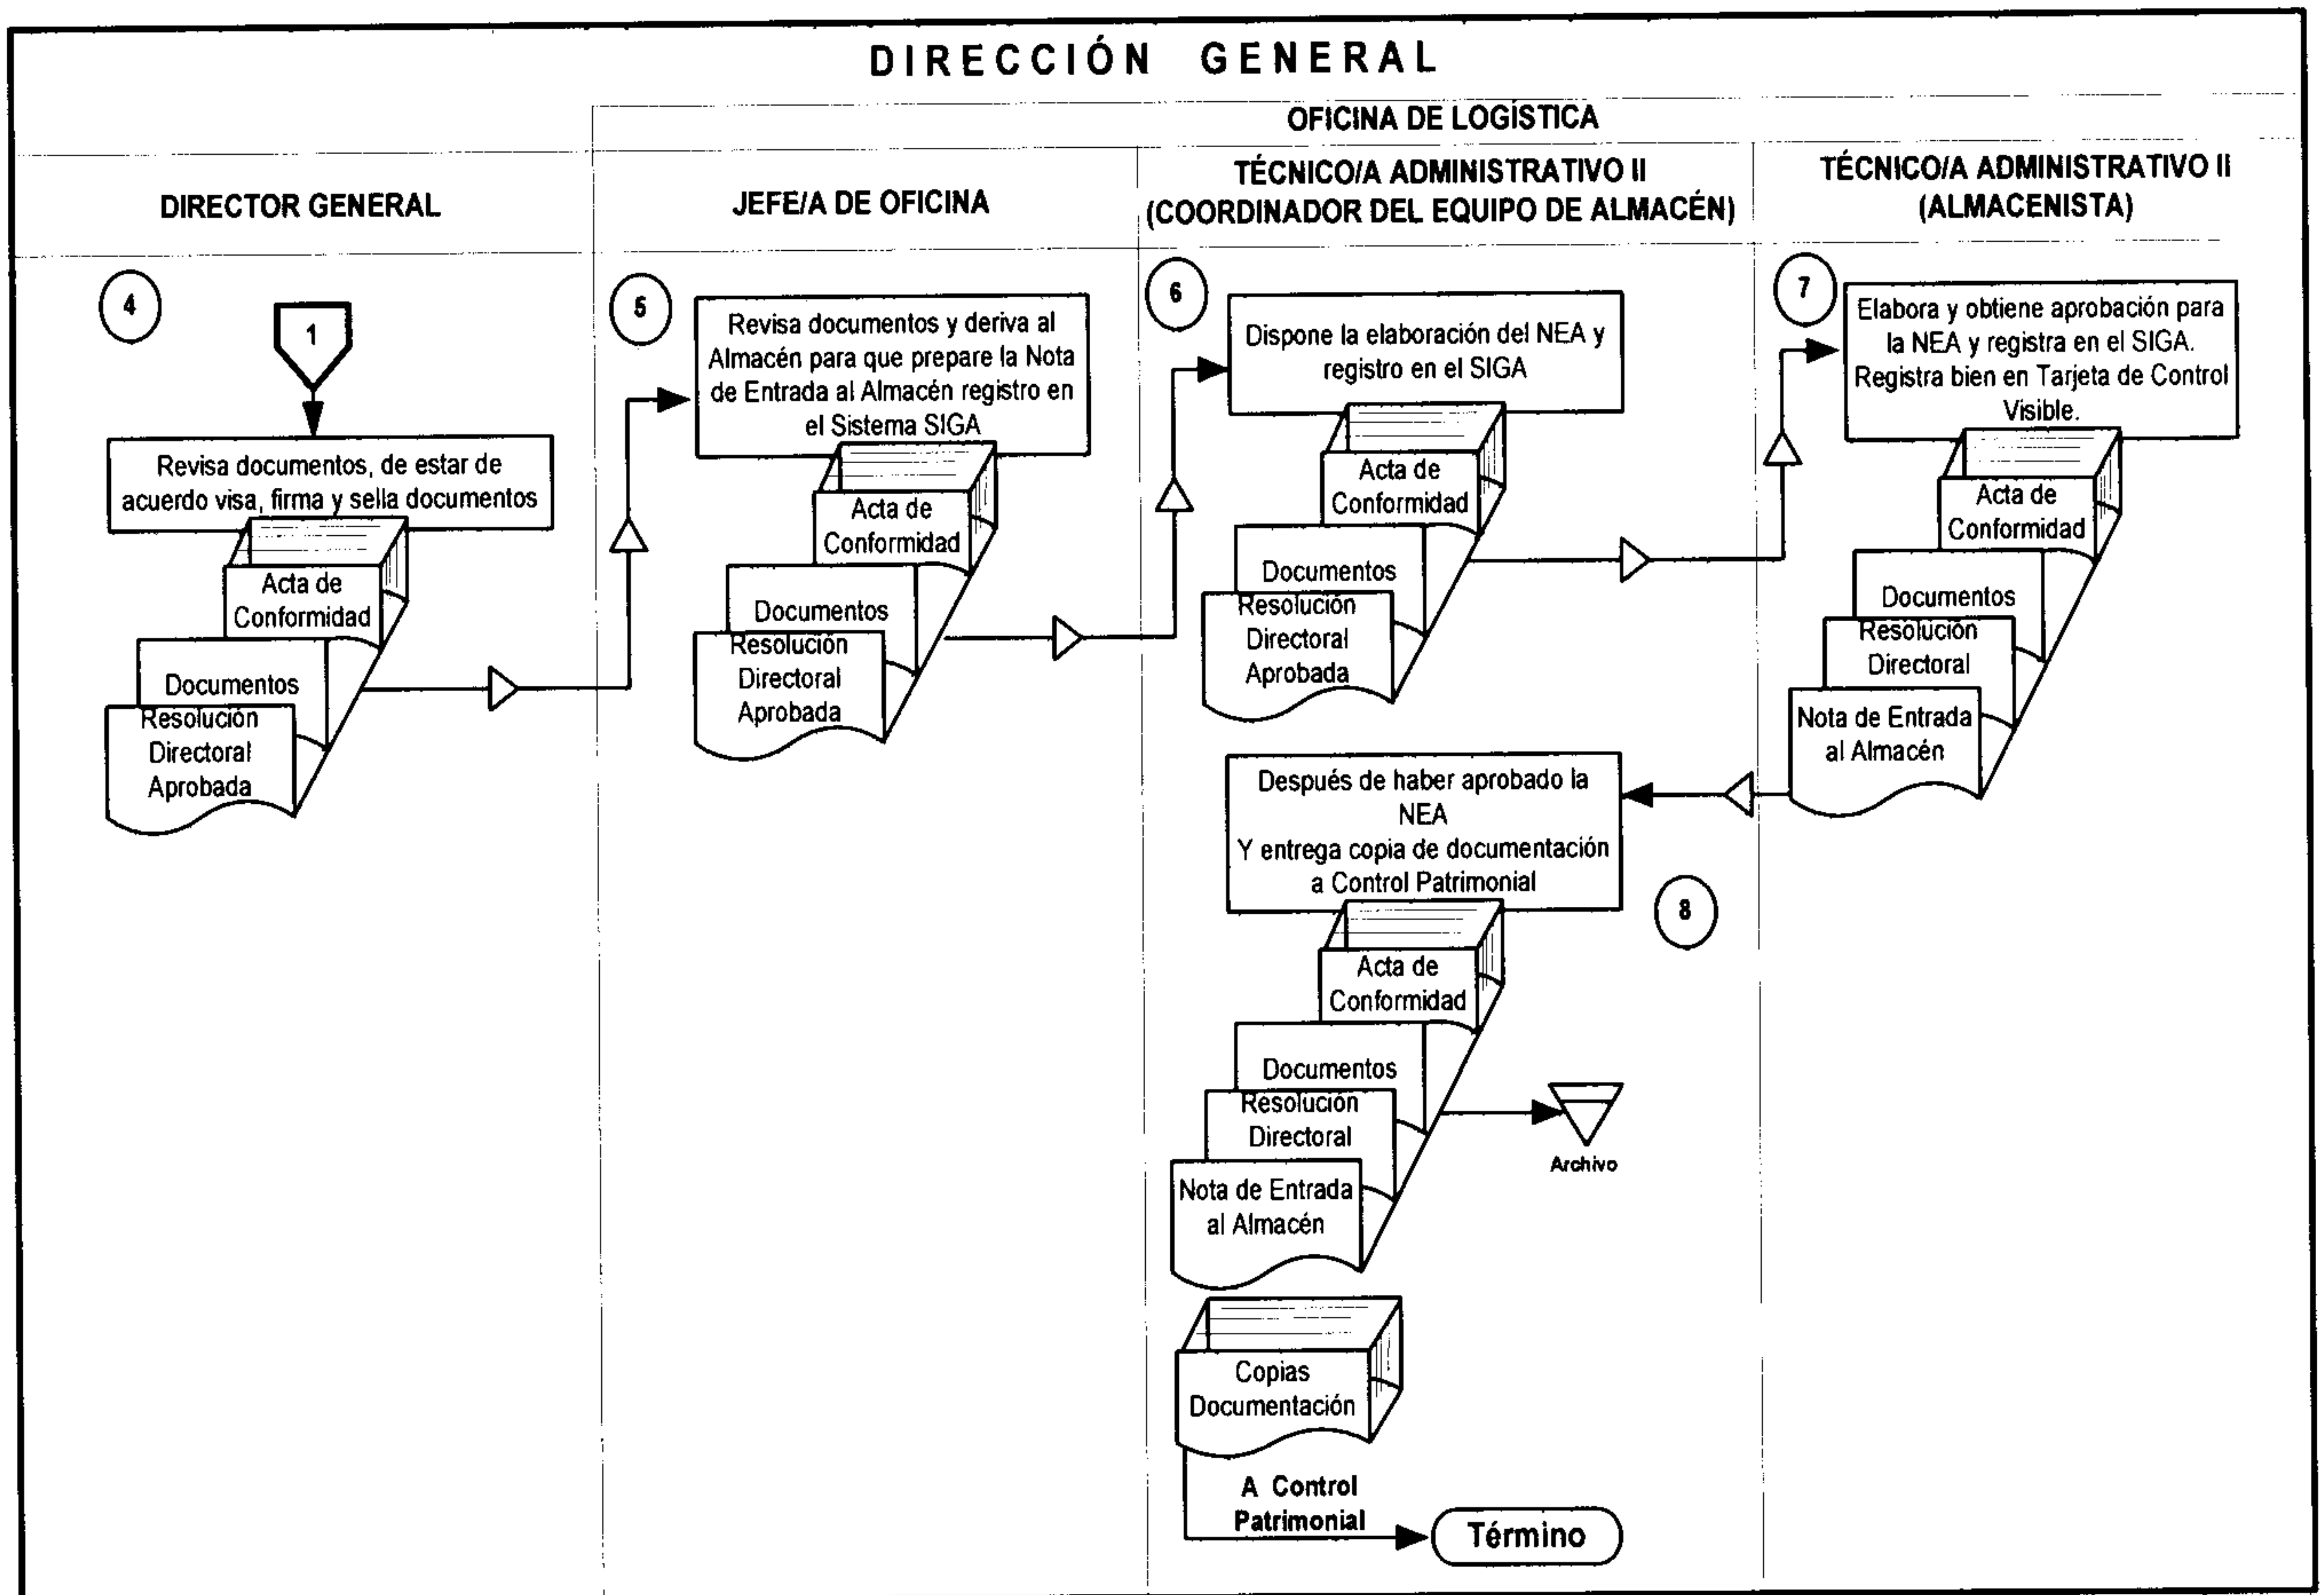 DIRECCIÓN GENERAL
OFICINA DE LOGÍSTICA
DIRECTOR GENERAL
JEFE/A DE OFICINA
TÉCNICO/A ADMINISTRATIVO II
(COORDINADOR DEL EQUIPO DE ALMACÉN)
TÉCNICO/A ADMINISTRATIVO II
(ALMACENISTA)
4
1
Revisa documentos, de estar de
acuerdo visa, firma y sella documentos
Acta de
Conformidad
Documentos
Resolución
Directoral
Aprobada
5
Revisa documentos y deriva al
Almacén para que prepare la Nota
de Entrada al Almacén registro en
el Sistema SIGA
Acta de
Conformidad
Documentos
Resolución
Directoral
Aprobada
6
Dispone la elaboración del NEA y
registro en el SIGA
Acta de
Conformidad
Documentos
Resolución
Directoral
Aprobada
7
Elabora y obtiene aprobación para
la NEA y registra en el SIGA.
Registra bien en Tarjeta de Control
Visible.
Acta de
Conformidad
Documentos
Resolución
Directoral
Nota de Entrada
al Almacén
Después de haber aprobado la
NEA
Y entrega copia de documentación
a Control Patrimonial
8
Acta de
Conformidad
Documentos
Resolución
Directoral
Nota de Entrada
al Almacén
Archivo
Copias
Documentación
A Control
Patrimonial
Término